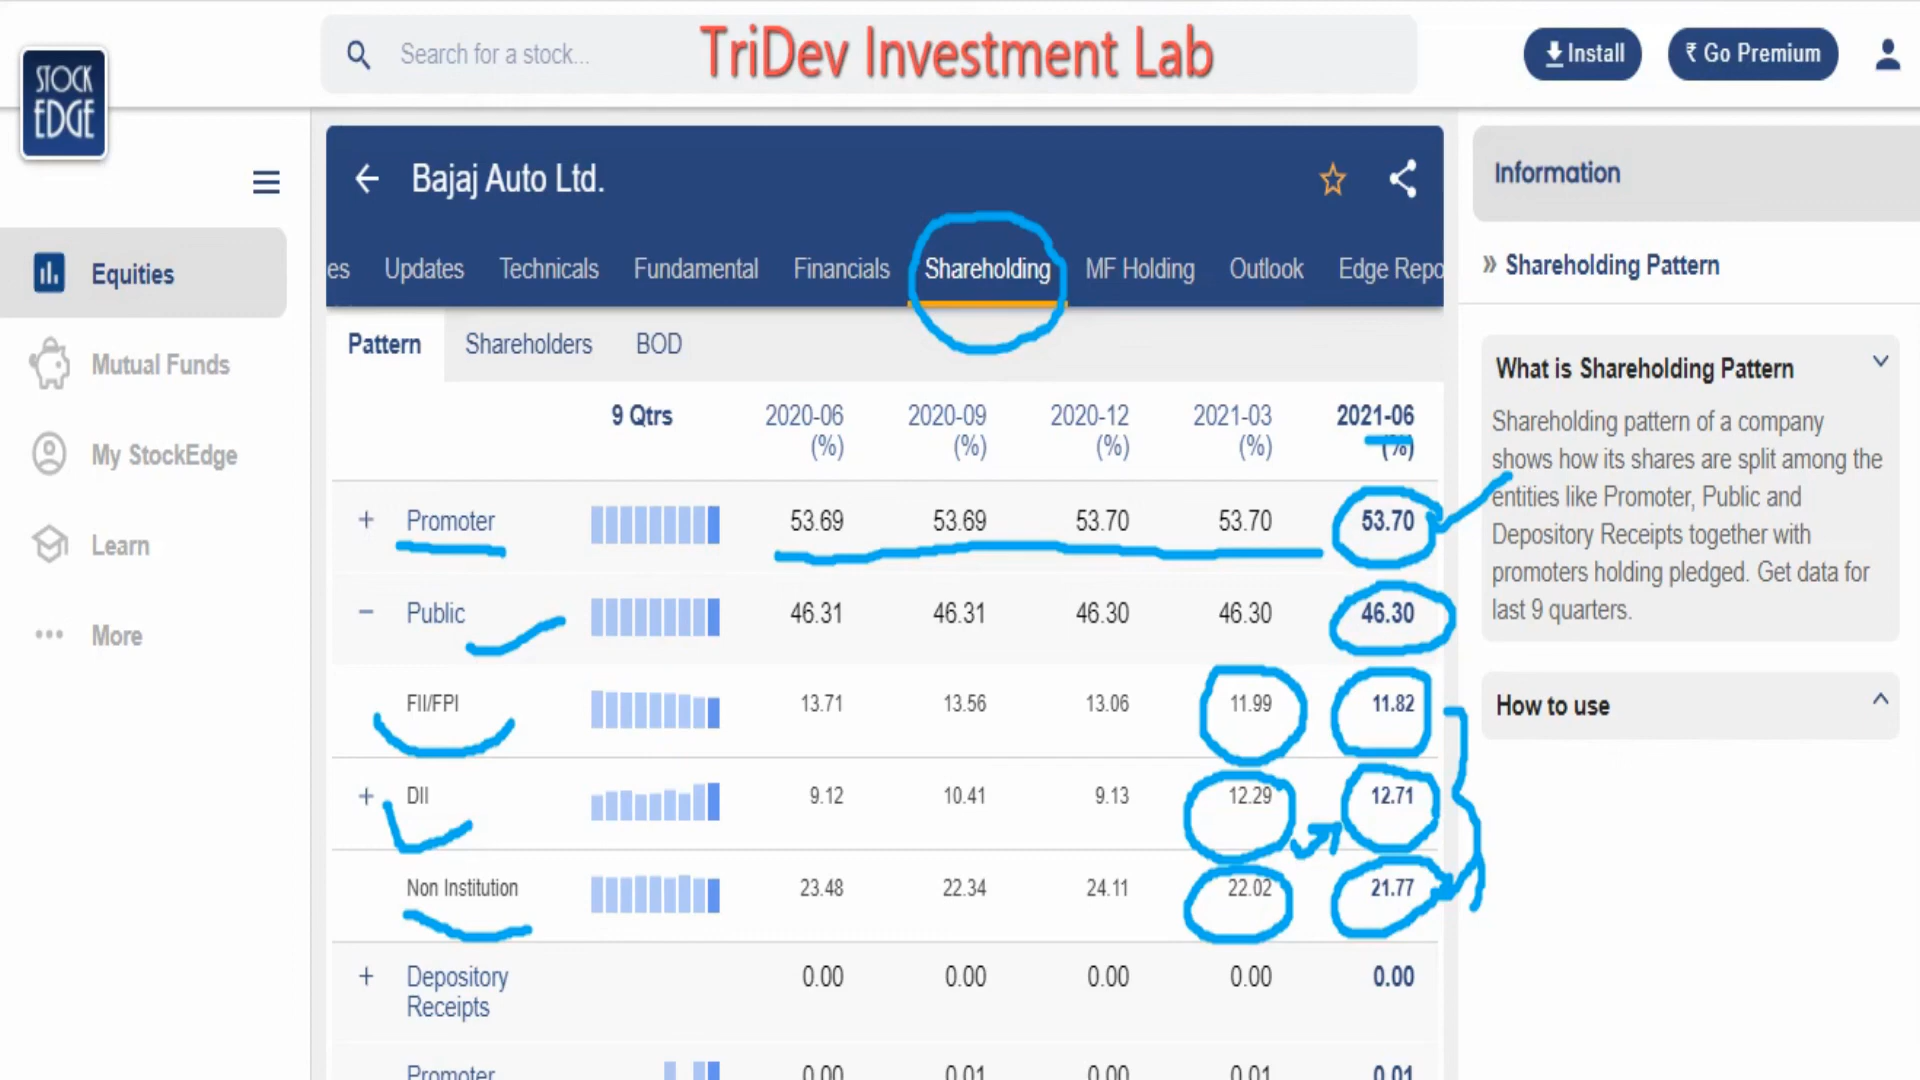 TriDev Investment Lab
STOCK
EDGE
Search for a stock...
Install
₹ Go Premium
Equities
Mutual Funds
My StockEdge
Learn
More
Bajaj Auto Ltd.
es Updates Technicals Fundamental Financials Shareholding MF Holding Outlook Edge Repo
Pattern Shareholders BOD
9 Qtrs 2020-06 (%) 2020-09 (%) 2020-12 (%) 2021-03 (%) 2021-06 (%)
+ Promoter 53.69 53.69 53.70 53.70 53.70
− Public 46.31 46.31 46.30 46.30 46.30
FII/FPI 13.71 13.56 13.06 11.99 11.82
+ DII 9.12 10.41 9.13 12.29 12.71
Non Institution 23.48 22.34 24.11 22.02 21.77
+ Depository Receipts 0.00 0.00 0.00 0.00 0.00
Promoter 0.00 0.01 0.00 0.01 0.01
Information
» Shareholding Pattern
What is Shareholding Pattern
Shareholding pattern of a company
shows how its shares are split among the
entities like Promoter, Public and
Depository Receipts together with
promoters holding pledged. Get data for
last 9 quarters.
How to use